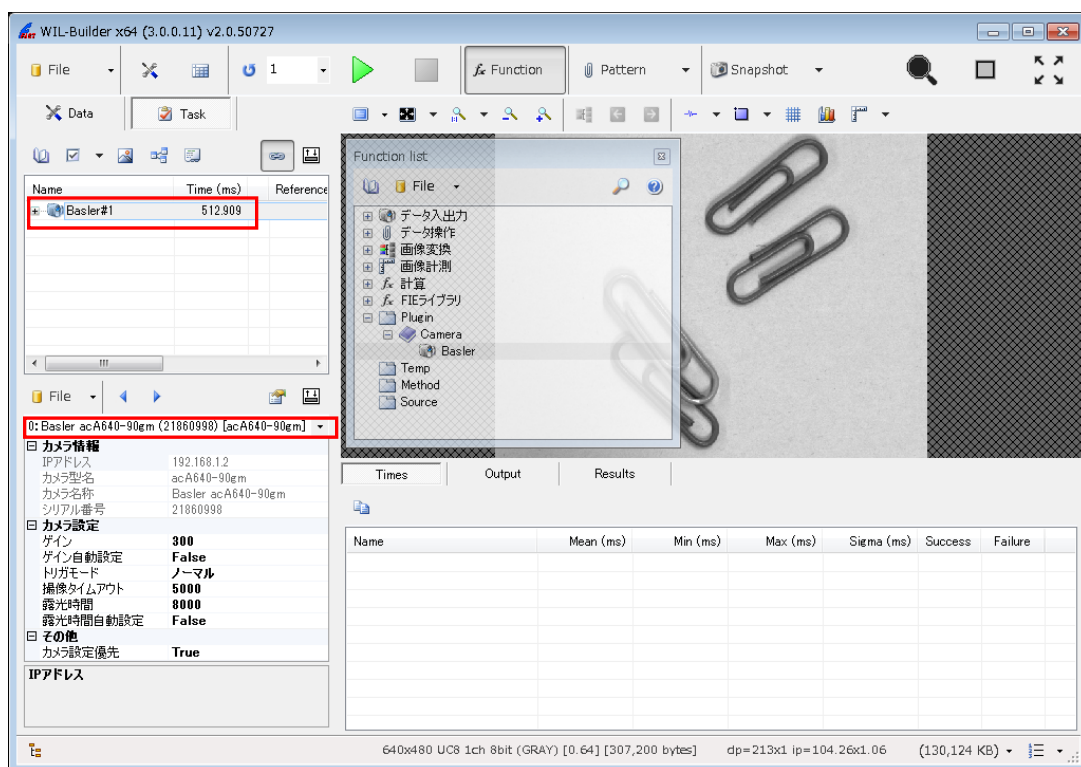 WIL-Builder x64 (3.0.0.11) v2.0.50727
File 1 Function Pattern Snapshot
Data Task
Name Time (ms) Reference
Basler#1 512.909
Function list
File
データ入出力
データ操作
画像変換
画像計測
fx 計算
fx FIEライブラリ
Plugin
Camera
Basler
Temp
Method
Source
File
0: Basler acA640-90gm (21860998) [acA640-90gm]
カメラ情報
IPアドレス 192.168.1.2
カメラ型名 acA640-90gm
カメラ名称 Basler acA640-90gm
シリアル番号 21860998
カメラ設定
ゲイン 300
ゲイン自動設定 False
トリガモード ノーマル
撮像タイムアウト 5000
露光時間 8000
露光時間自動設定 False
その他
カメラ設定優先 True
IPアドレス
Times Output Results
Name Mean (ms) Min (ms) Max (ms) Sigma (ms) Success Failure
640x480 UC8 1ch 8bit (GRAY) [0.64] [307,200 bytes] dp=213x1 ip=104.26x1.06 (130,124 KB)